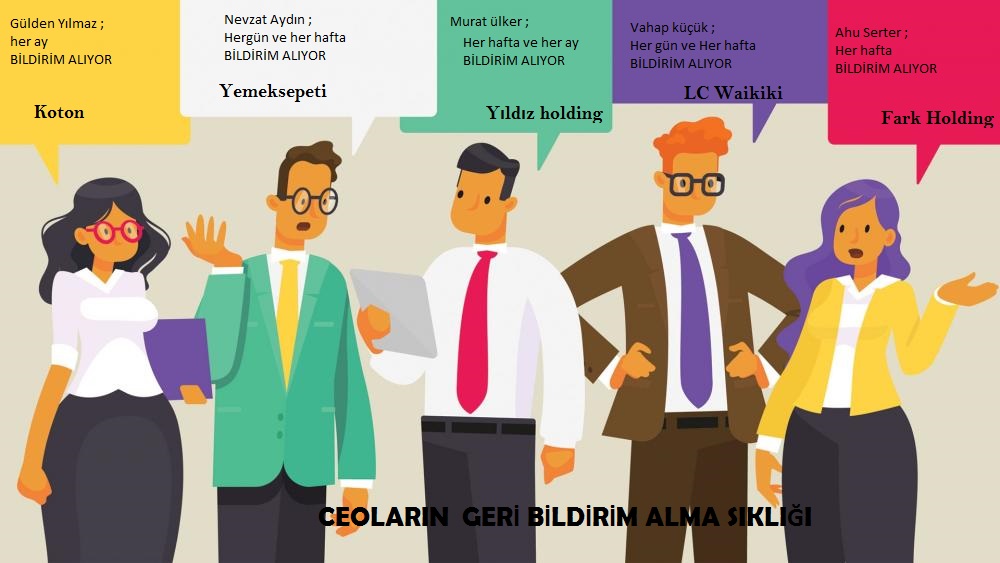 Gülden Yılmaz ;
her ay
BİLDİRİM ALIYOR
Koton
Nevzat Aydın ;
Hergün ve her hafta
BİLDİRİM ALIYOR
Yemeksepeti
Murat ülker ;
Her hafta ve her ay
BİLDİRİM ALIYOR
Yıldız holding
Vahap küçük ;
Her gün ve Her hafta
BİLDİRİM ALIYOR
LC Waikiki
Ahu Serter ;
Her hafta
BİLDİRİM ALIYOR
Fark Holding
CEOLARIN GERİ BİLDİRİM ALMA SIKLIĞI